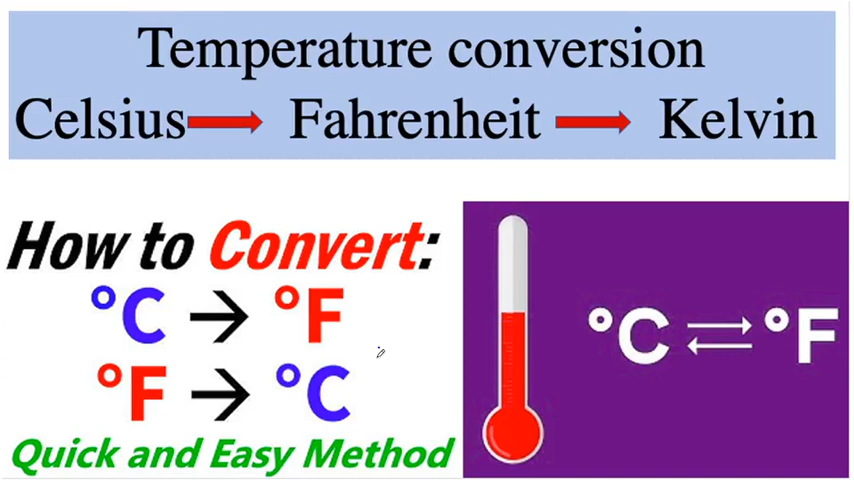 Temperature conversion
Celsius → Fahrenheit → Kelvin
How to Convert:
°C → °F
°F → °C
Quick and Easy Method
°C ⇄ °F